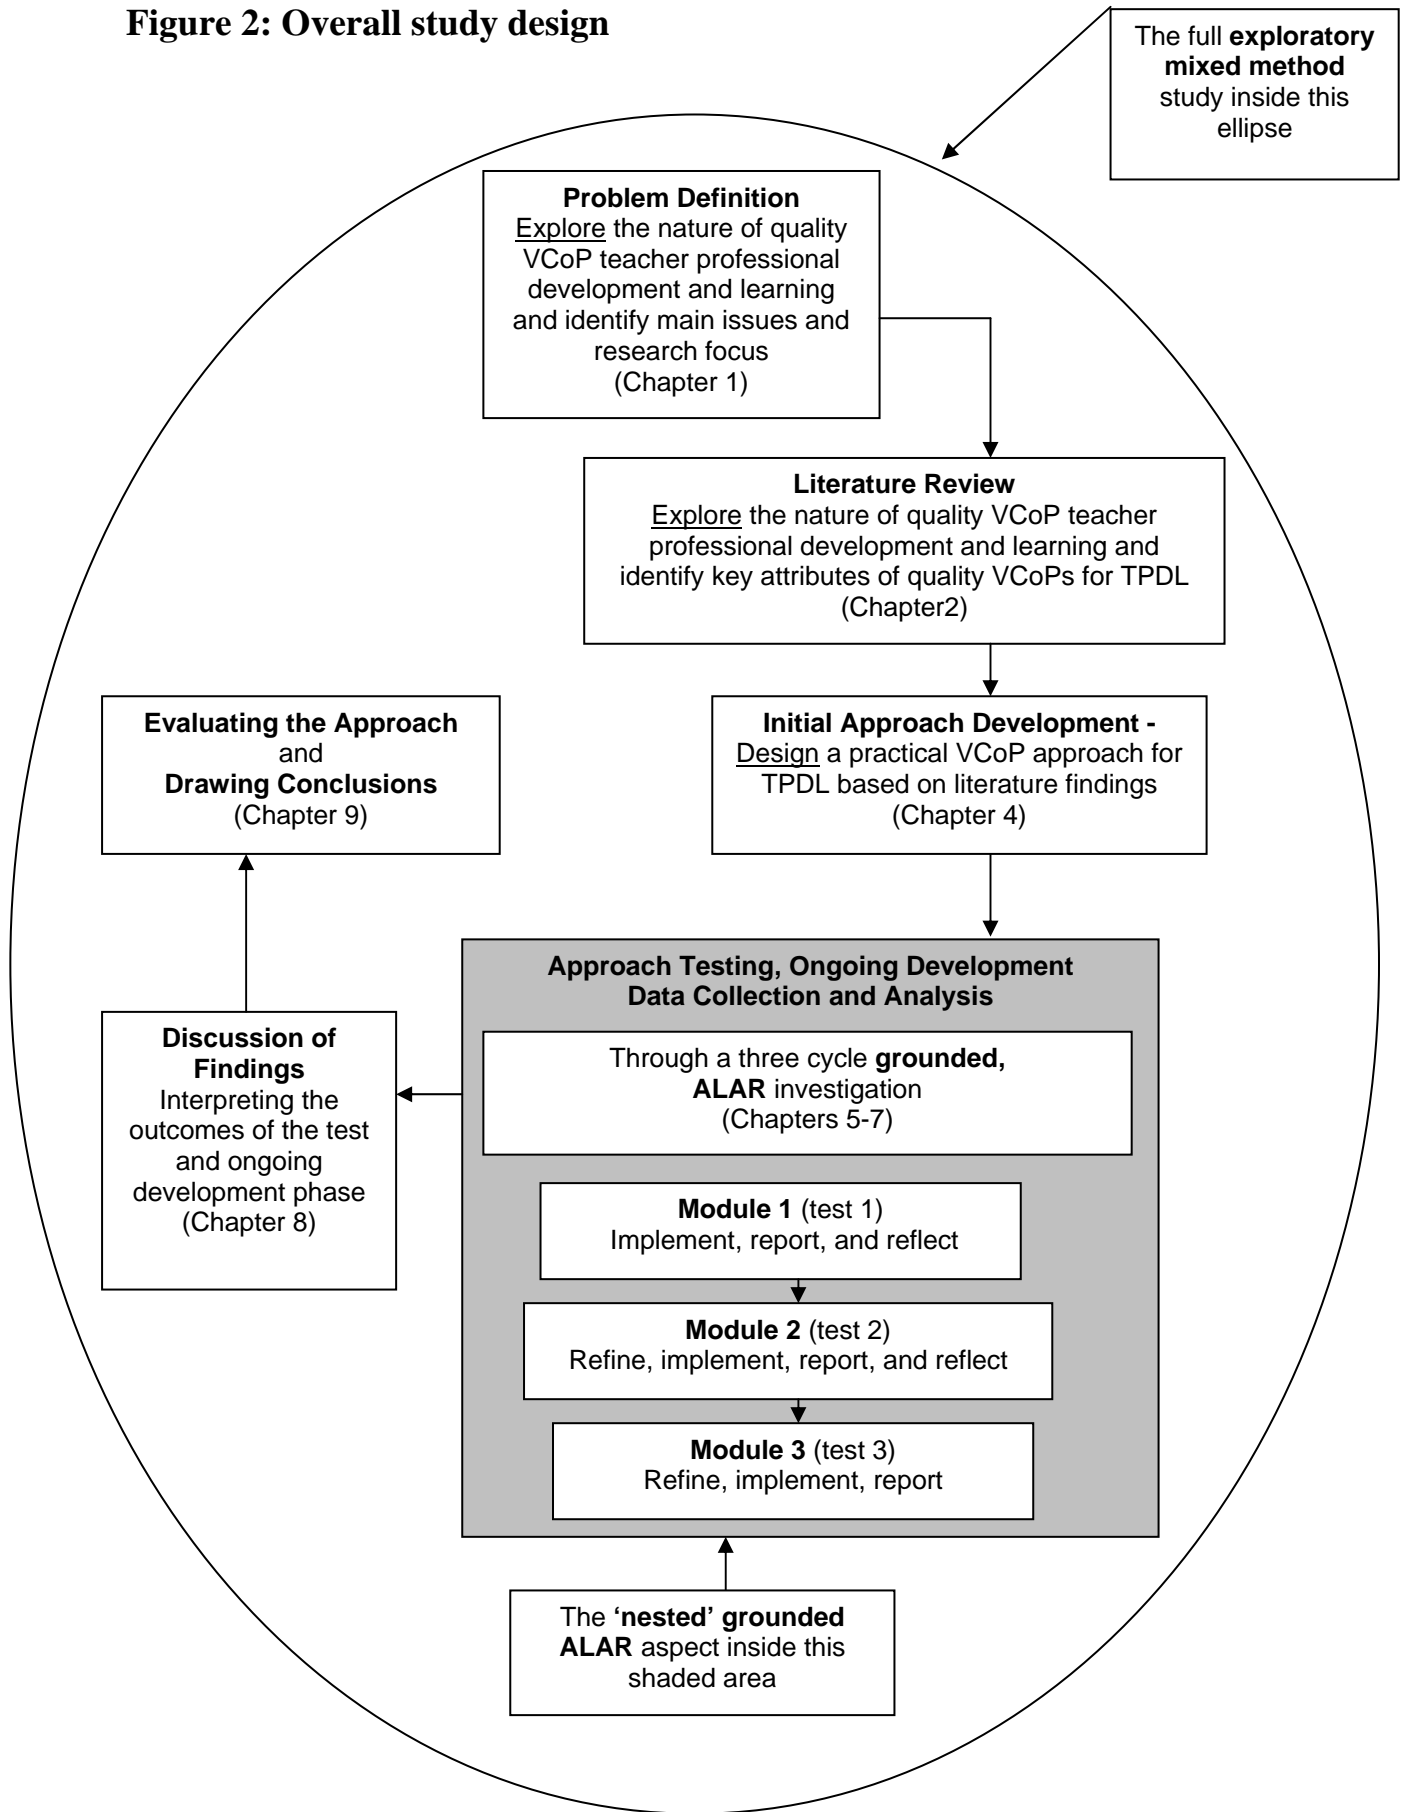 Figure 2: Overall study design
The full exploratory
mixed method
study inside this
ellipse
Problem Definition
Explore the nature of quality
VCoP teacher professional
development and learning
and identify main issues and
research focus
(Chapter 1)
Literature Review
Explore the nature of quality VCoP teacher
professional development and learning and
identify key attributes of quality VCoPs for TPDL
(Chapter2)
Initial Approach Development -
Design a practical VCoP approach for
TPDL based on literature findings
(Chapter 4)
Evaluating the Approach
and
Drawing Conclusions
(Chapter 9)
Approach Testing, Ongoing Development
Data Collection and Analysis
Through a three cycle grounded,
ALAR investigation
(Chapters 5-7)
Discussion of
Findings
Interpreting the
outcomes of the test
and ongoing
development phase
(Chapter 8)
Module 1 (test 1)
Implement, report, and reflect
Module 2 (test 2)
Refine, implement, report, and reflect
Module 3 (test 3)
Refine, implement, report
The 'nested' grounded
ALAR aspect inside this
shaded area